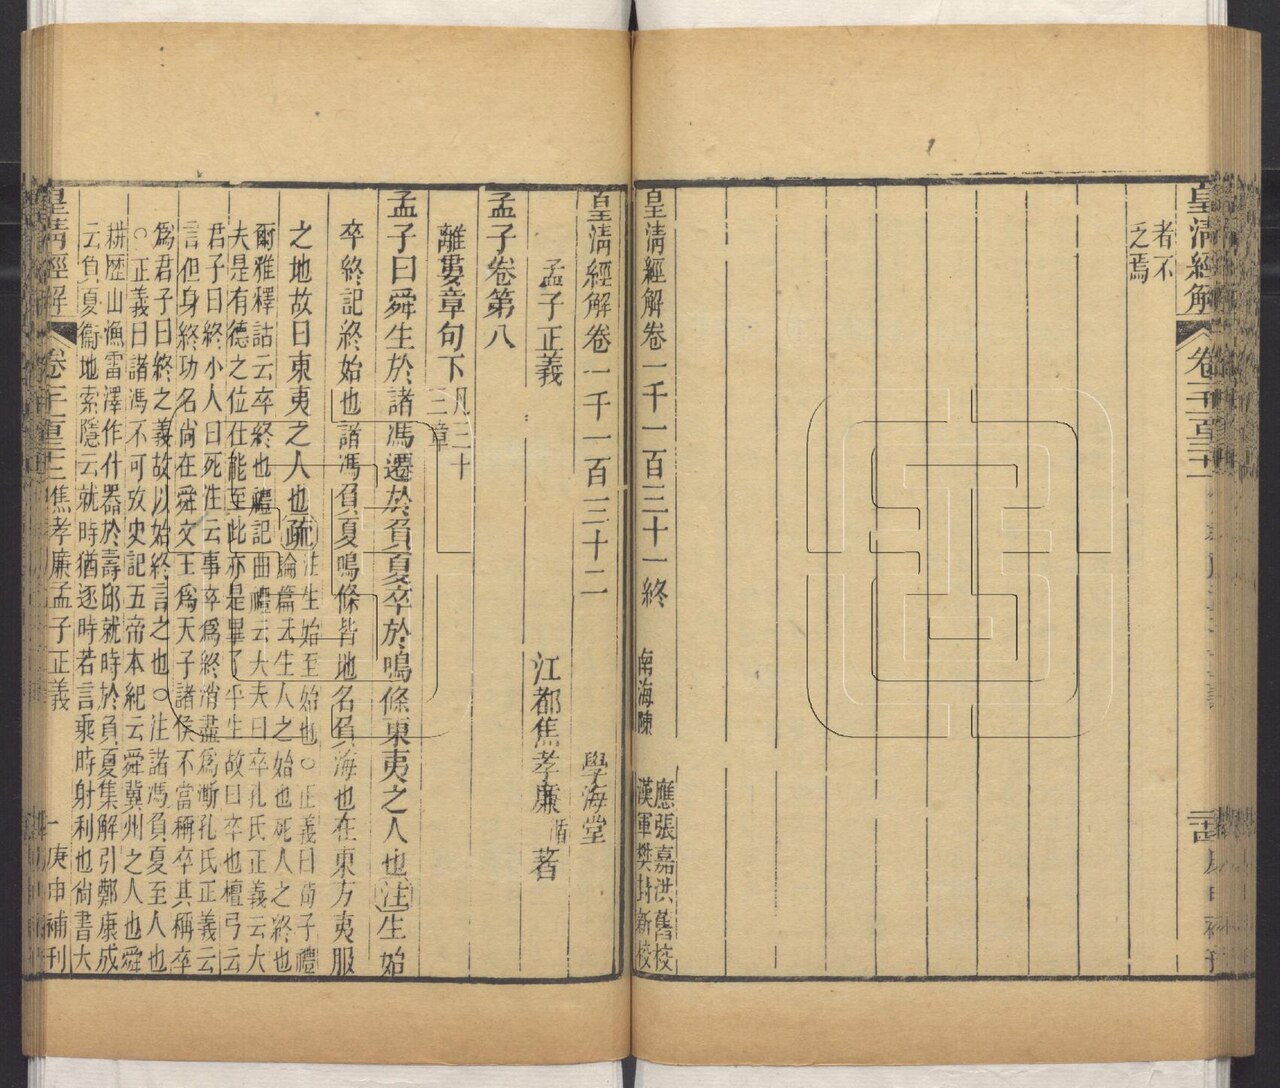 皇清經解
者不
之焉
皇清經解卷一千一百三十一終
南海陳
應張嘉洪舊校
漢軍樊封新校
皇清經解卷一千一百三十二
學海堂
孟子正義
江都焦孝廉循著
孟子卷第八
離婁章句下凡三十
三章
孟子曰舜生於諸馮遷於負夏卒於鳴條東夷之人也注生始
卒終記終始也諸馮負夏鳴條皆地名負海也在東方夷服
之地故曰東夷之人也疏注生始至始也○正義曰荀子禮
論篇云生人之始也死人之終也
爾雅釋詁云卒終也禮記曲禮云大夫曰卒孔氏正義云大
夫是有德之位仕能至此亦是畢了平生故曰卒也檀弓云
君子曰終小人曰死注云事卒為終消盡為澌孔氏正義云
言但身終功名尚在舜文王為天子諸侯不當稱卒其稱卒
爲君子曰終之義故以始終言之也○注諸馮負夏至人也
○正義曰諸馮不可攷史記五帝本紀云舜冀州之人也舜
耕歷山漁雷澤作什器於壽邱就時於負夏集解引鄭康成
云負夏衞地索隱云就時猶逐時若言乘時射利也尙書大
皇清經解
焦孝廉孟子正義
一
庚申補刊